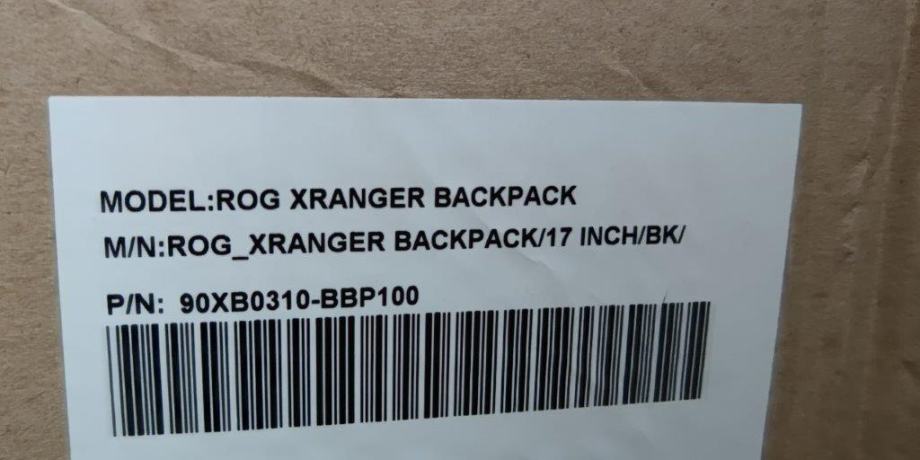 MODEL:ROG XRANGER BACKPACK
M/N:ROG_XRANGER BACKPACK/17 INCH/BK/
P/N: 90XB0310-BBP100